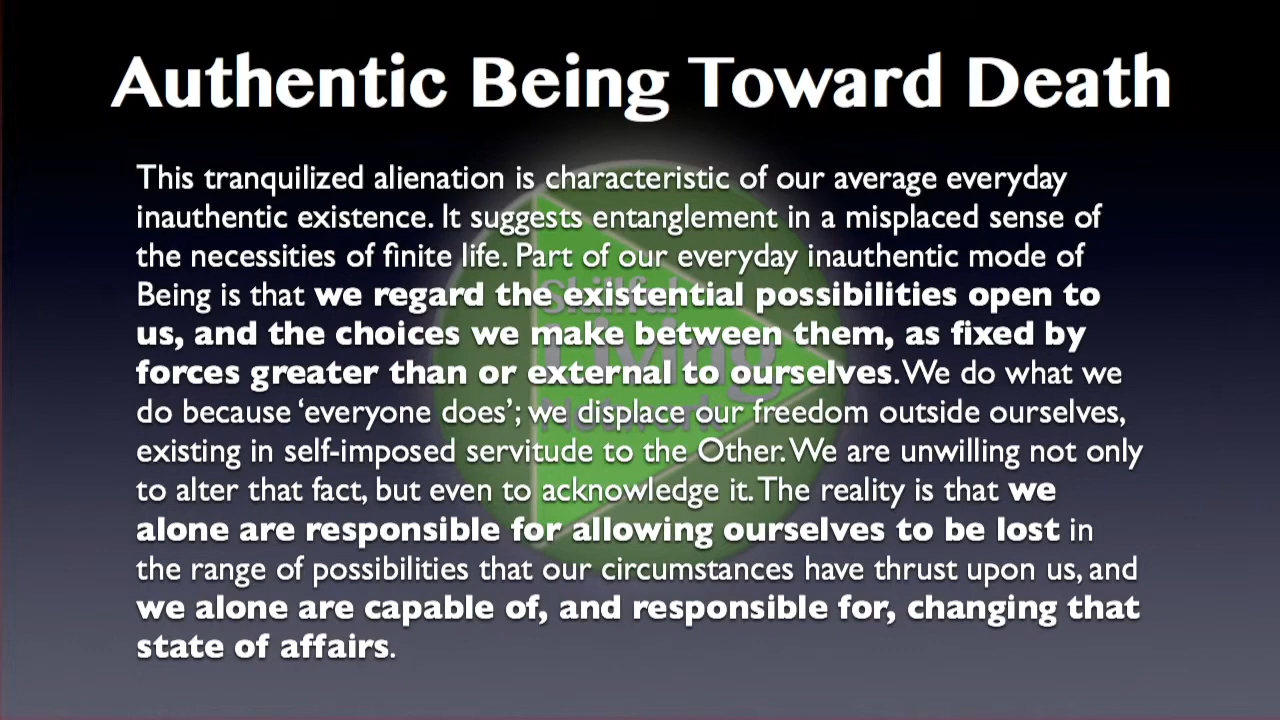 Authentic Being Toward Death
This tranquilized alienation is characteristic of our average everyday
inauthentic existence. It suggests entanglement in a misplaced sense of
the necessities of finite life. Part of our everyday inauthentic mode of
Being is that we regard the existential possibilities open to
us, and the choices we make between them, as fixed by
forces greater than or external to ourselves. We do what we
do because ‘everyone does’; we displace our freedom outside ourselves,
existing in self-imposed servitude to the Other. We are unwilling not only
to alter that fact, but even to acknowledge it. The reality is that we
alone are responsible for allowing ourselves to be lost in
the range of possibilities that our circumstances have thrust upon us, and
we alone are capable of, and responsible for, changing that
state of affairs.
Skillful
Living
Network